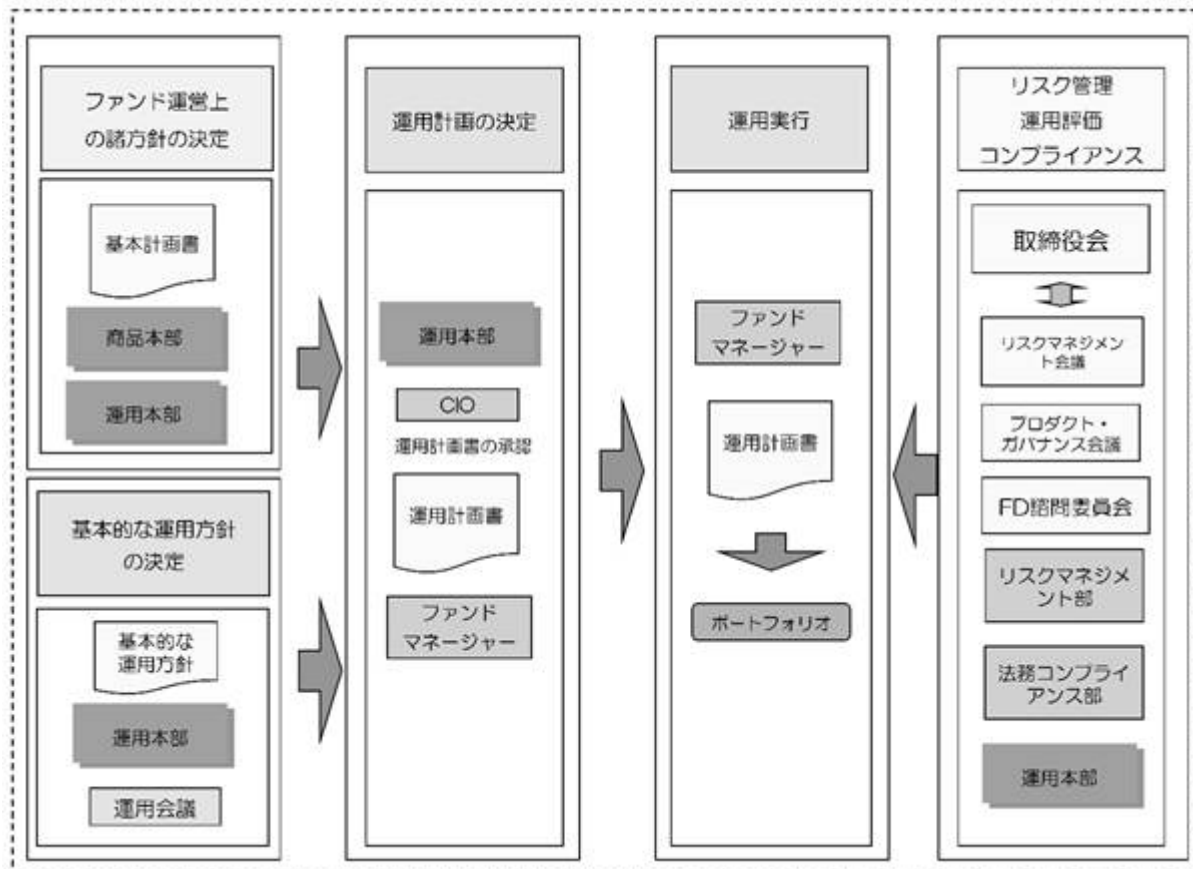 ファンド運営上
の諸方針の決定
基本計画書
商品本部
運用本部
基本的な運用方針
の決定
基本的な
運用方針
運用本部
運用会議
運用計画の決定
運用本部
CIO
運用計画書の承認
運用計画書
ファンド
マネージャー
運用実行
ファンド
マネージャー
運用計画書
ポートフォリオ
リスク管理
運用評価
コンプライアンス
取締役会
リスクマネジメン
ト会議
プロダクト・
ガバナンス会議
FD諮問委員会
リスクマネジメ
ント部
法務コンプライ
アンス部
運用本部